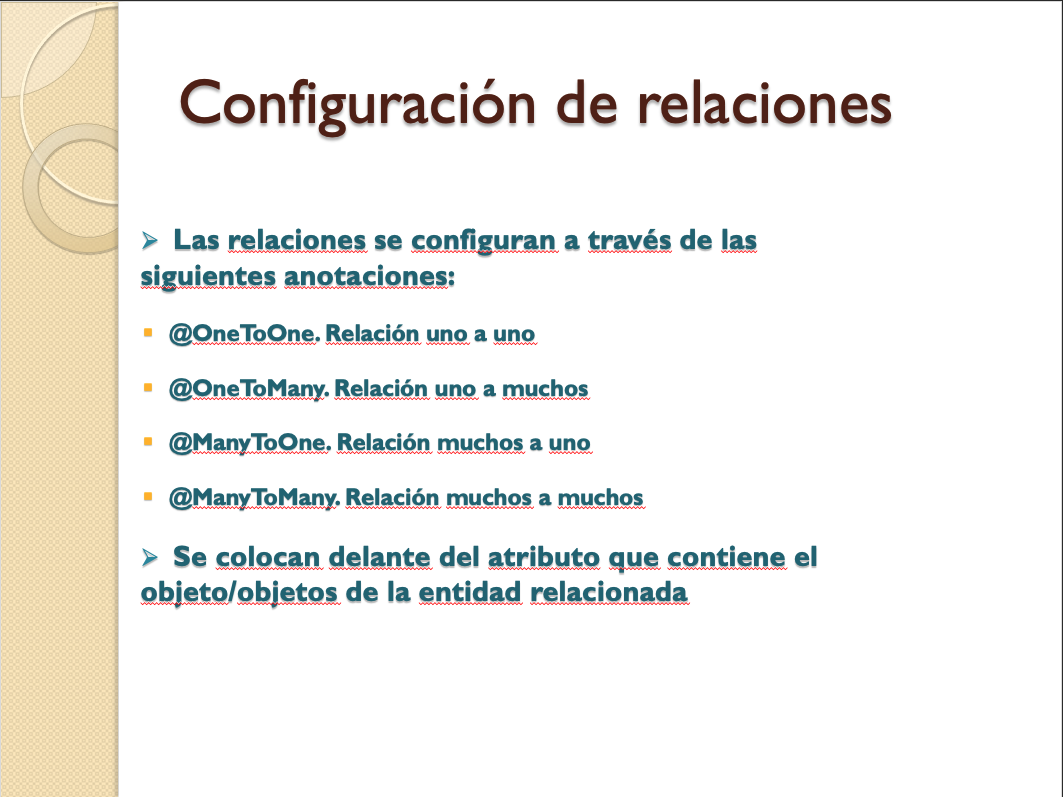 Configuración de relaciones
➢ Las relaciones se configuran a través de las
siguientes anotaciones:
▪ @OneToOne. Relación uno a uno
▪ @OneToMany. Relación uno a muchos
▪ @ManyToOne. Relación muchos a uno
▪ @ManyToMany. Relación muchos a muchos
➢ Se colocan delante del atributo que contiene el
objeto/objetos de la entidad relacionada